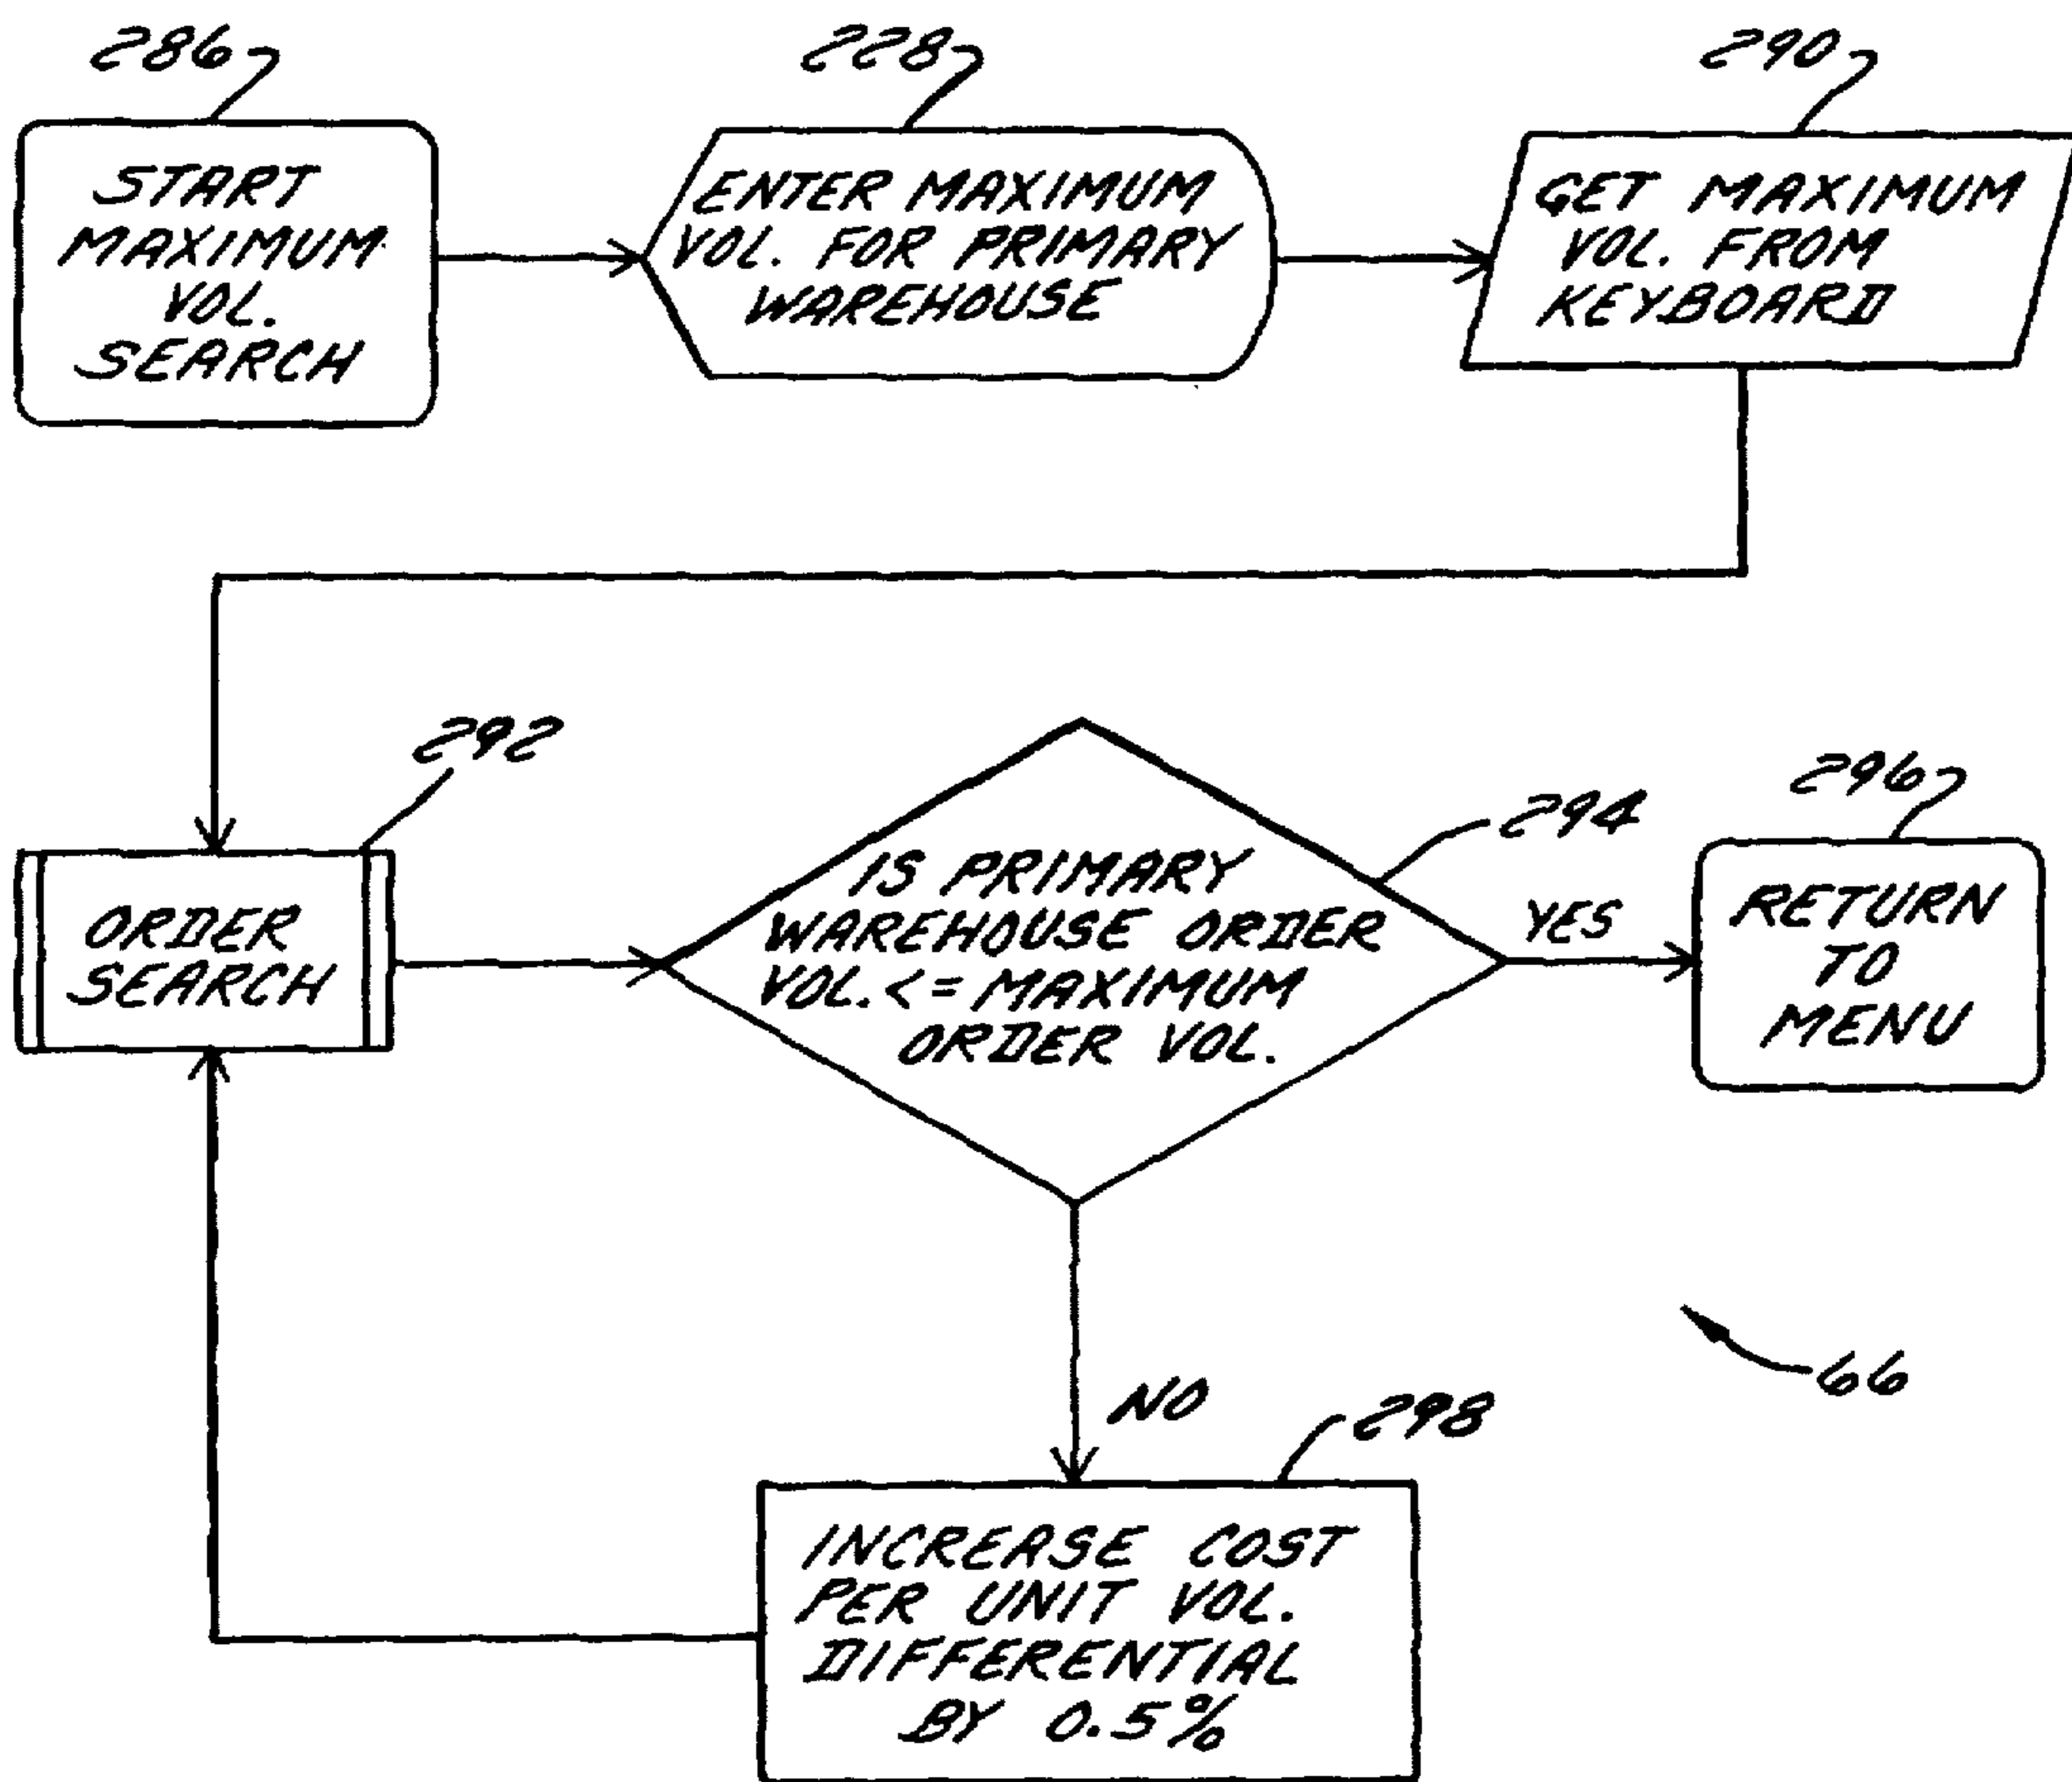 286
START
MAXIMUM
VOL.
SEARCH
228
ENTER MAXIMUM
VOL. FOR PRIMARY
WAREHOUSE
290
GET MAXIMUM
VOL. FROM
KEYBOARD
292
ORDER
SEARCH
294
IS PRIMARY
WAREHOUSE ORDER
VOL. <= MAXIMUM
ORDER VOL.
YES
296
RETURN
TO
MENU
NO
66
298
INCREASE COST
PER UNIT VOL.
DIFFERENTIAL
BY 0.5%